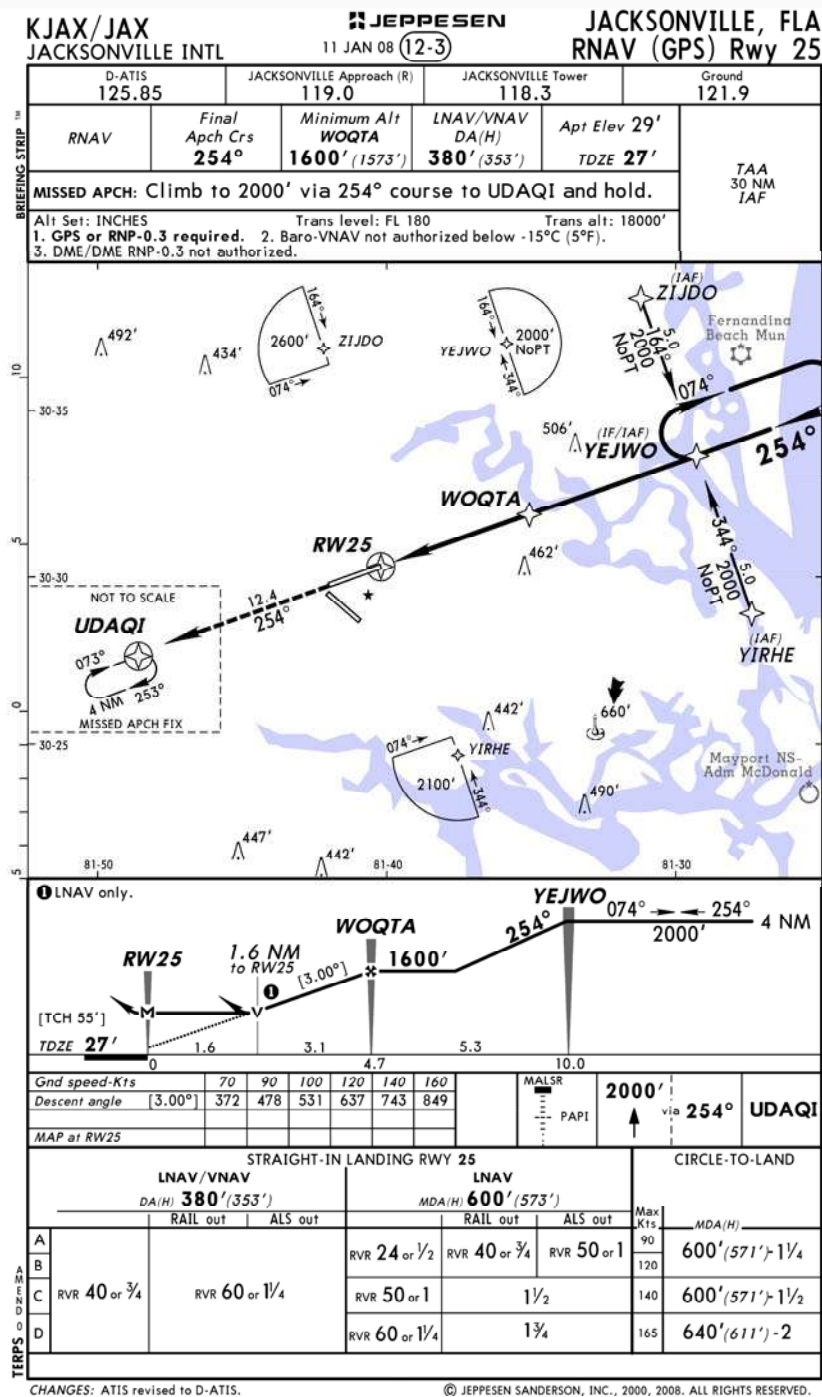 KJAX/JAX
JACKSONVILLE INTL
JEPPESEN
11 JAN 08 12-3
JACKSONVILLE, FLA
RNAV (GPS) Rwy 25
BRIEFING STRIP TM
D-ATIS
125.85
JACKSONVILLE Approach (R)
119.0
JACKSONVILLE Tower
118.3
Ground
121.9
RNAV
Final
Apch Crs
254°
Minimum Alt
WOQTA
1600' (1573')
LNAV/VNAV
DA(H)
380' (353')
Apt Elev 29'
TDZE 27'
TAA
30 NM
IAF
MISSED APCH: Climb to 2000' via 254° course to UDAQI and hold.
Alt Set: INCHES Trans level: FL 180 Trans alt: 18000'
1. GPS or RNP-0.3 required. 2. Baro-VNAV not authorized below -15°C (5°F).
3. DME/DME RNP-0.3 not authorized.
492'
434'
164°
2600'
ZIJDO
074°
164°
YEJWO
2000'
NoPT
344°
(IAF)
ZIJDO
5.0
164°
2000
NoPT
Fernandina
Beach Mun
074°
10
30-35
506'
(IF/IAF)
YEJWO
254°
WOQTA
RW25
462'
344°
5.0
2000
NoPT
5
30-30
NOT TO SCALE
12.4
254°
UDAQI
073°
4 NM 253°
MISSED APCH FIX
(IAF)
YIRHE
0
30-25
442'
660'
074°
YIRHE
2100'
344°
Mayport NS-
Adm McDonald
490'
447'
442'
5
81-50
81-40
81-30
1 LNAV only.
YEJWO
074° 254°
2000'
4 NM
WOQTA
254°
1600'
RW25
1.6 NM
to RW25
1
[3.00°]
M
V
[TCH 55']
TDZE 27'
1.6 3.1 5.3
0 4.7 10.0
Gnd speed-Kts 70 90 100 120 140 160
Descent angle [3.00°] 372 478 531 637 743 849
MAP at RW25
MALSR
PAPI
2000'
via 254°
UDAQI
STRAIGHT-IN LANDING RWY 25
CIRCLE-TO-LAND
LNAV/VNAV
DA(H) 380' (353')
LNAV
MDA(H) 600' (573')
RAIL out ALS out
RAIL out ALS out
Max
Kts
MDA(H)
A
B
C
D
RVR 40 or 3/4
RVR 60 or 1 1/4
RVR 24 or 1/2 RVR 40 or 3/4 RVR 50 or 1
RVR 50 or 1 1 1/2
RVR 60 or 1 1/4 1 3/4
90
120
600' (571')-1 1/4
140 600' (571')-1 1/2
165 640' (611')-2
TERPS AMEND 0
CHANGES: ATIS revised to D-ATIS.
© JEPPESEN SANDERSON, INC., 2000, 2008. ALL RIGHTS RESERVED.